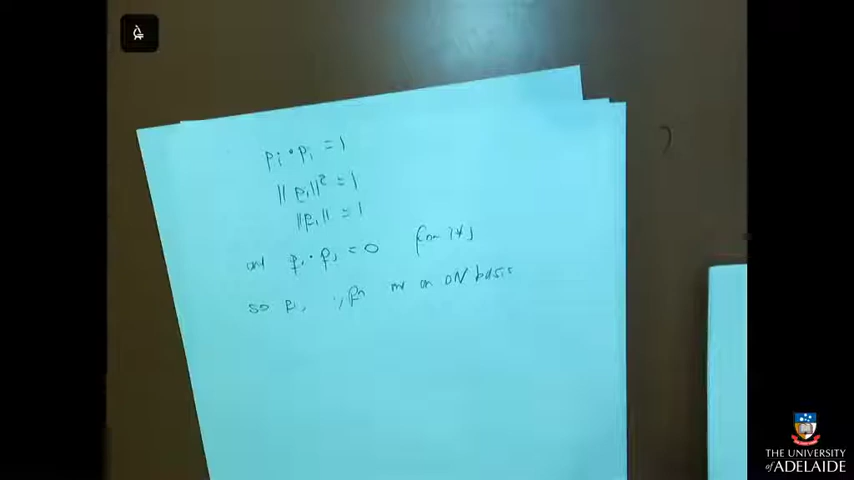 pi • pi = 1
||pi||² = 1
||pi|| = 1
and pi • pj = 0 for i≠j
so p1, ..., pn are an ON basis
THE UNIVERSITY
of ADELAIDE